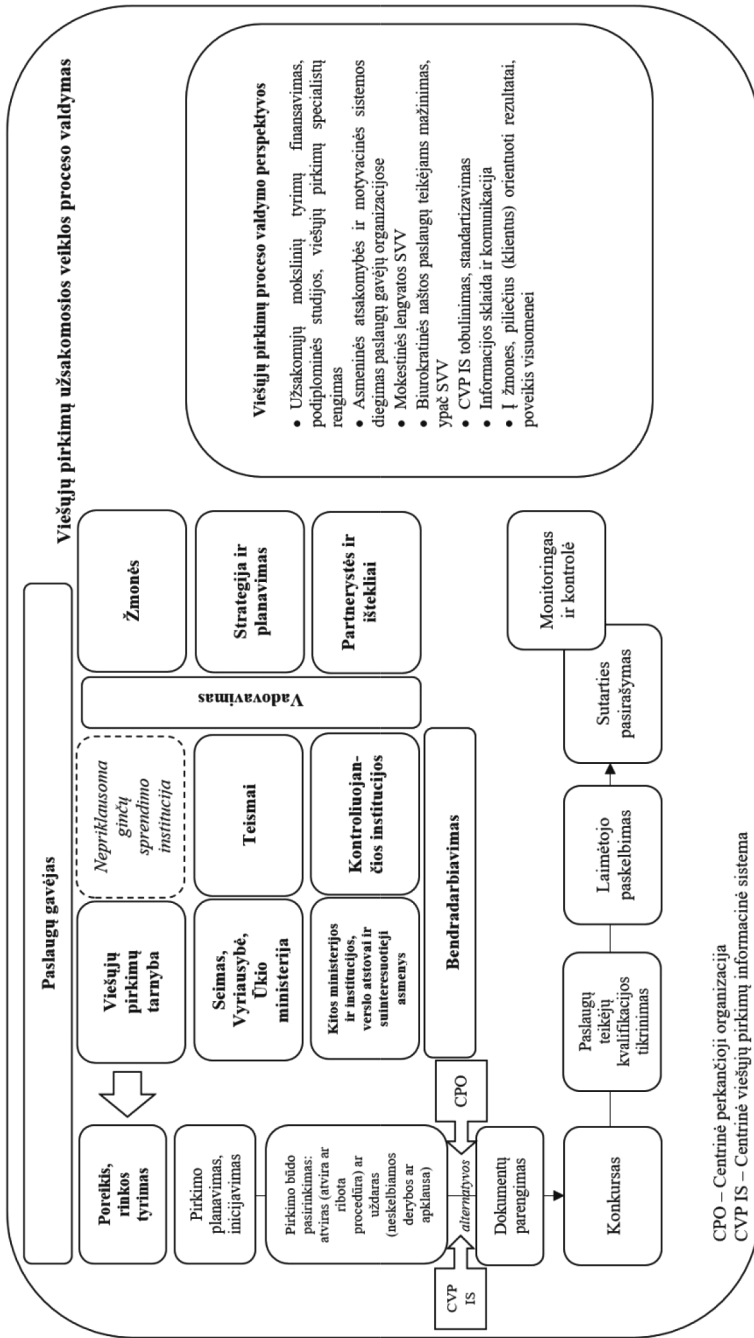 Viešųjų pirkimų užsakomosios veiklos proceso valdymas
Paslaugų gavėjas
Poreikis,
rinkos
tyrimas
Viešųjų
pirkimų
tarnyba
Nepriklausoma
ginčų
sprendimo
institucija
Vadovavimas
Žmonės
Pirkimo
planavimas,
inicijavimas
Seimas,
Vyriausybė,
Ūkio
ministerija
Teismai
Strategija ir
planavimas
Pirkimo būdo
pasirinkimas:
atviras (atvira ar
ribota
procedūra) ar
uždaras
(neskelbiamos
derybos ar
apklausa)
Kitos ministerijos
ir institucijos,
verslo atstovai ir
suinteresuotieji
asmenys
Kontroliuojan-
čios institucijos
Partnerystės ir
ištekliai
Bendradarbiavimas
CVP
IS
alternatyvos
CPO
Dokumentų
parengimas
Konkursas
Paslaugų
teikėjų
kvalifikacijos
tikrinimas
Laimėtojo
paskelbimas
Sutarties
pasirašymas
Monitoringas
ir kontrolė
Viešųjų pirkimų proceso valdymo perspektyvos
• Užsakomųjų mokslinių tyrimų finansavimas,
podiplominės studijos, viešųjų pirkimų specialistų
rengimas
• Asmeninės atsakomybės ir motyvacinės sistemos
diegimas paslaugų gavėjų organizacijose
• Mokestinės lengvatos SVV
• Biurokratinės naštos paslaugų teikėjams mažinimas,
ypač SVV
• CVP IS tobulinimas, standartizavimas
• Informacijos sklaida ir komunikacija
• Į žmones, piliečius (klientus) orientuoti rezultatai,
poveikis visuomenei
CPO – Centrinė perkančioji organizacija
CVP IS – Centrinė viešųjų pirkimų informacinė sistema